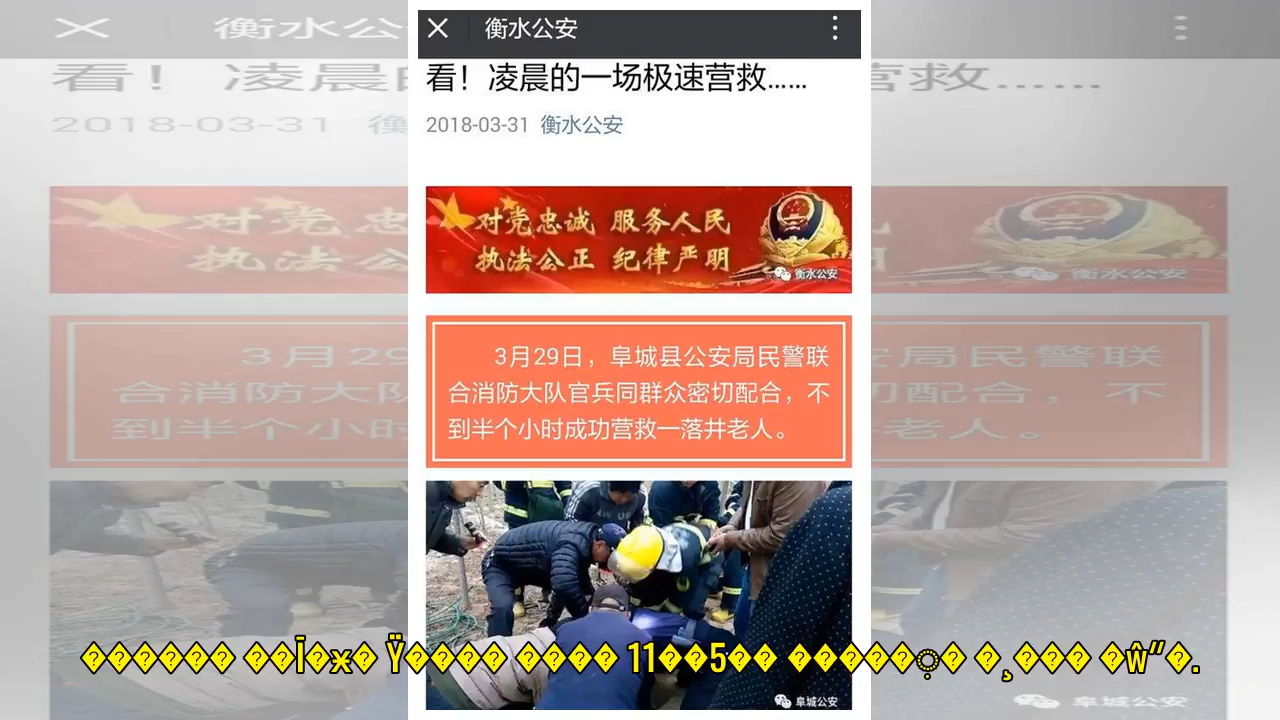 衡水公安
看！凌晨的一场极速营救……
2018-03-31 衡水公安
对党忠诚 服务人民
执法公正 纪律严明
衡水公安
3月29日，阜城县公安局民警联
合消防大队官兵同群众密切配合，不
到半个小时成功营救一落井老人。
阜城公安